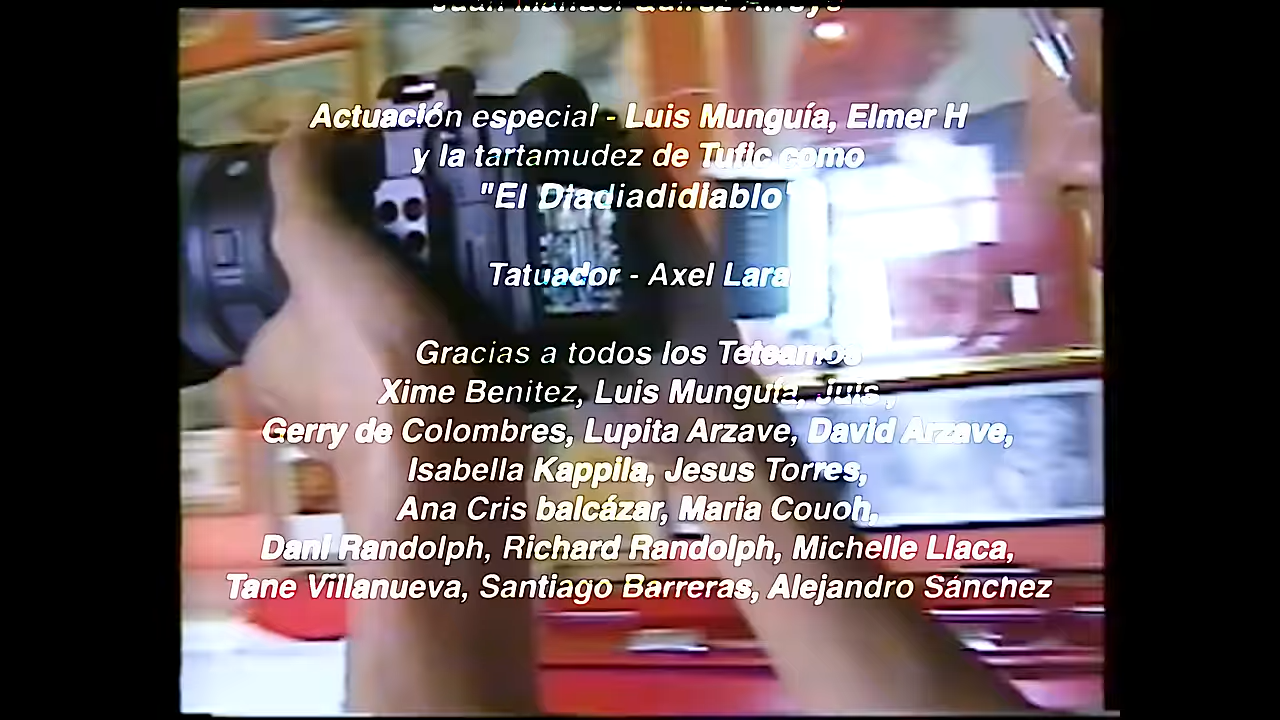 Actuación especial - Luis Munguía, Elmer H
y la tartamudez de Tufic como
"El Diadiadidiablo"
Tatuador - Axel Lara
Gracias a todos los Teteamos
Xime Benitez, Luis Munguía, Juis,
Gerry de Colombres, Lupita Arzave, David Arzave,
Isabella Kappila, Jesus Torres,
Ana Cris balcázar, Maria Couoh,
Dani Randolph, Richard Randolph, Michelle Llaca,
Tane Villanueva, Santiago Barreras, Alejandro Sánchez